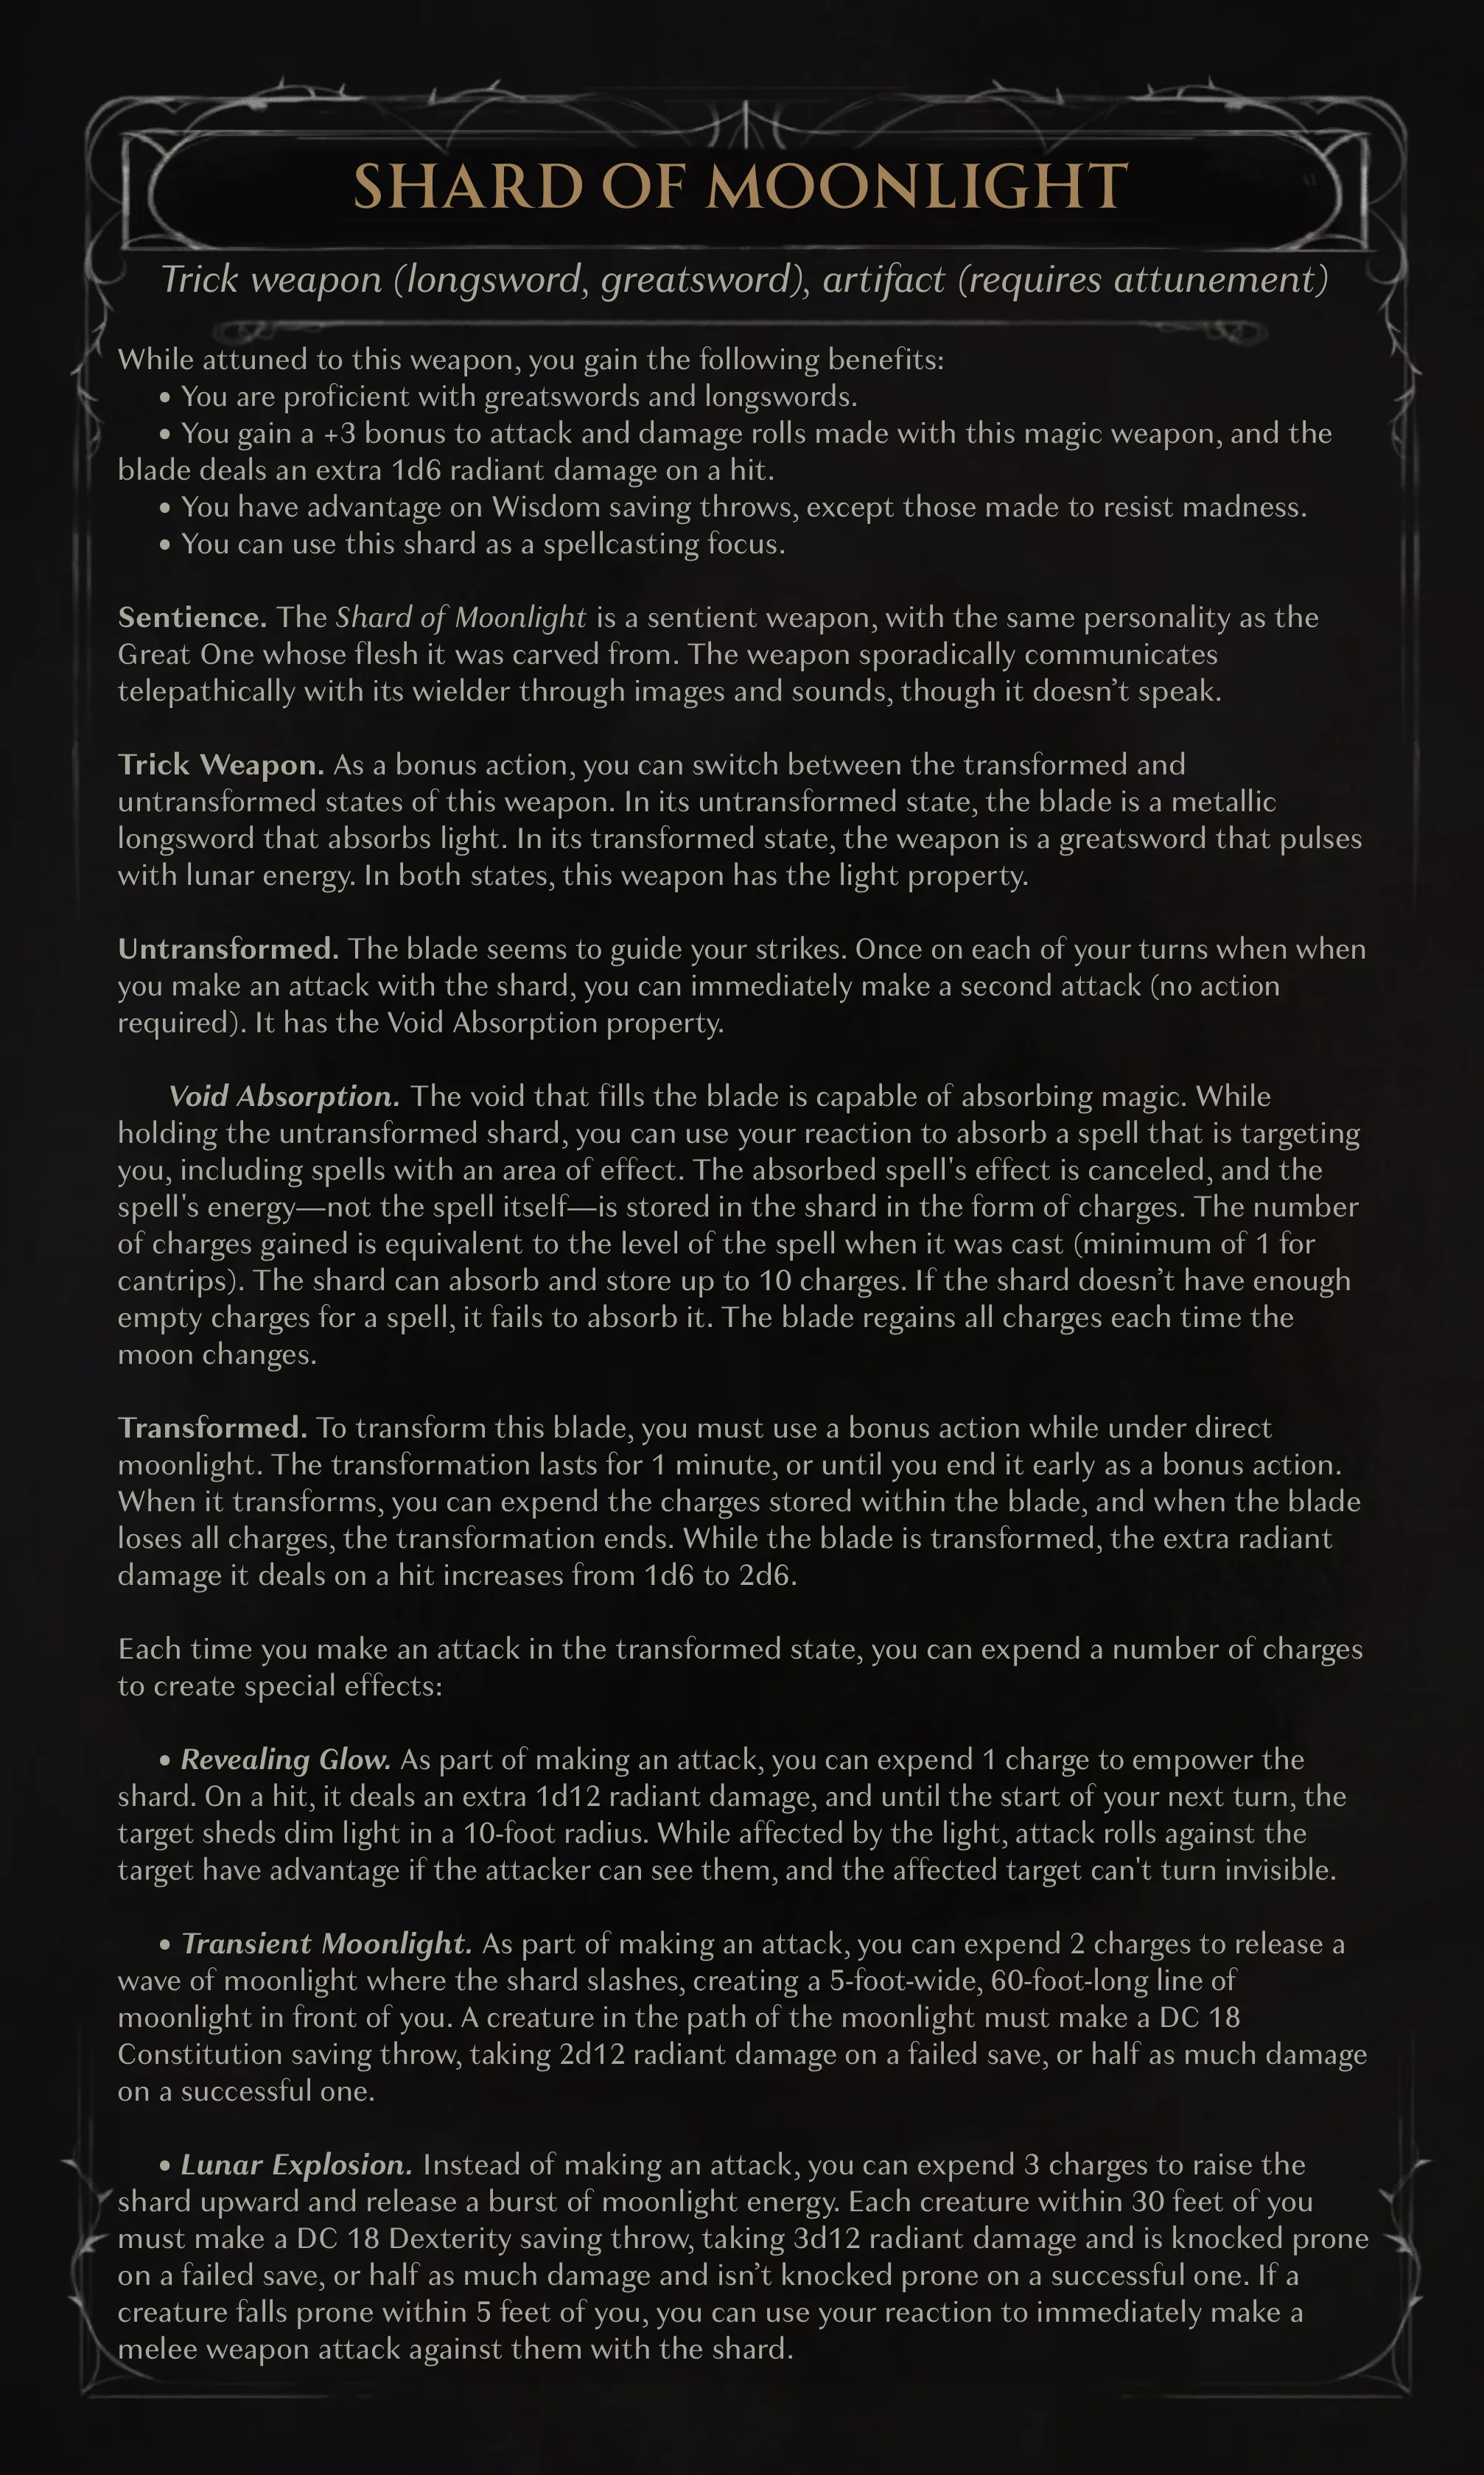 SHARD OF MOONLIGHT
Trick weapon (longsword, greatsword), artifact (requires attunement)
While attuned to this weapon, you gain the following benefits:
• You are proficient with greatswords and longswords.
• You gain a +3 bonus to attack and damage rolls made with this magic weapon, and the
blade deals an extra 1d6 radiant damage on a hit.
• You have advantage on Wisdom saving throws, except those made to resist madness.
• You can use this shard as a spellcasting focus.
Sentience. The Shard of Moonlight is a sentient weapon, with the same personality as the
Great One whose flesh it was carved from. The weapon sporadically communicates
telepathically with its wielder through images and sounds, though it doesn’t speak.
Trick Weapon. As a bonus action, you can switch between the transformed and
untransformed states of this weapon. In its untransformed state, the blade is a metallic
longsword that absorbs light. In its transformed state, the weapon is a greatsword that pulses
with lunar energy. In both states, this weapon has the light property.
Untransformed. The blade seems to guide your strikes. Once on each of your turns when when
you make an attack with the shard, you can immediately make a second attack (no action
required). It has the Void Absorption property.
Void Absorption. The void that fills the blade is capable of absorbing magic. While
holding the untransformed shard, you can use your reaction to absorb a spell that is targeting
you, including spells with an area of effect. The absorbed spell's effect is canceled, and the
spell's energy—not the spell itself—is stored in the shard in the form of charges. The number
of charges gained is equivalent to the level of the spell when it was cast (minimum of 1 for
cantrips). The shard can absorb and store up to 10 charges. If the shard doesn’t have enough
empty charges for a spell, it fails to absorb it. The blade regains all charges each time the
moon changes.
Transformed. To transform this blade, you must use a bonus action while under direct
moonlight. The transformation lasts for 1 minute, or until you end it early as a bonus action.
When it transforms, you can expend the charges stored within the blade, and when the blade
loses all charges, the transformation ends. While the blade is transformed, the extra radiant
damage it deals on a hit increases from 1d6 to 2d6.
Each time you make an attack in the transformed state, you can expend a number of charges
to create special effects:
• Revealing Glow. As part of making an attack, you can expend 1 charge to empower the
shard. On a hit, it deals an extra 1d12 radiant damage, and until the start of your next turn, the
target sheds dim light in a 10-foot radius. While affected by the light, attack rolls against the
target have advantage if the attacker can see them, and the affected target can't turn invisible.
• Transient Moonlight. As part of making an attack, you can expend 2 charges to release a
wave of moonlight where the shard slashes, creating a 5-foot-wide, 60-foot-long line of
moonlight in front of you. A creature in the path of the moonlight must make a DC 18
Constitution saving throw, taking 2d12 radiant damage on a failed save, or half as much damage
on a successful one.
• Lunar Explosion. Instead of making an attack, you can expend 3 charges to raise the
shard upward and release a burst of moonlight energy. Each creature within 30 feet of you
must make a DC 18 Dexterity saving throw, taking 3d12 radiant damage and is knocked prone
on a failed save, or half as much damage and isn’t knocked prone on a successful one. If a
creature falls prone within 5 feet of you, you can use your reaction to immediately make a
melee weapon attack against them with the shard.